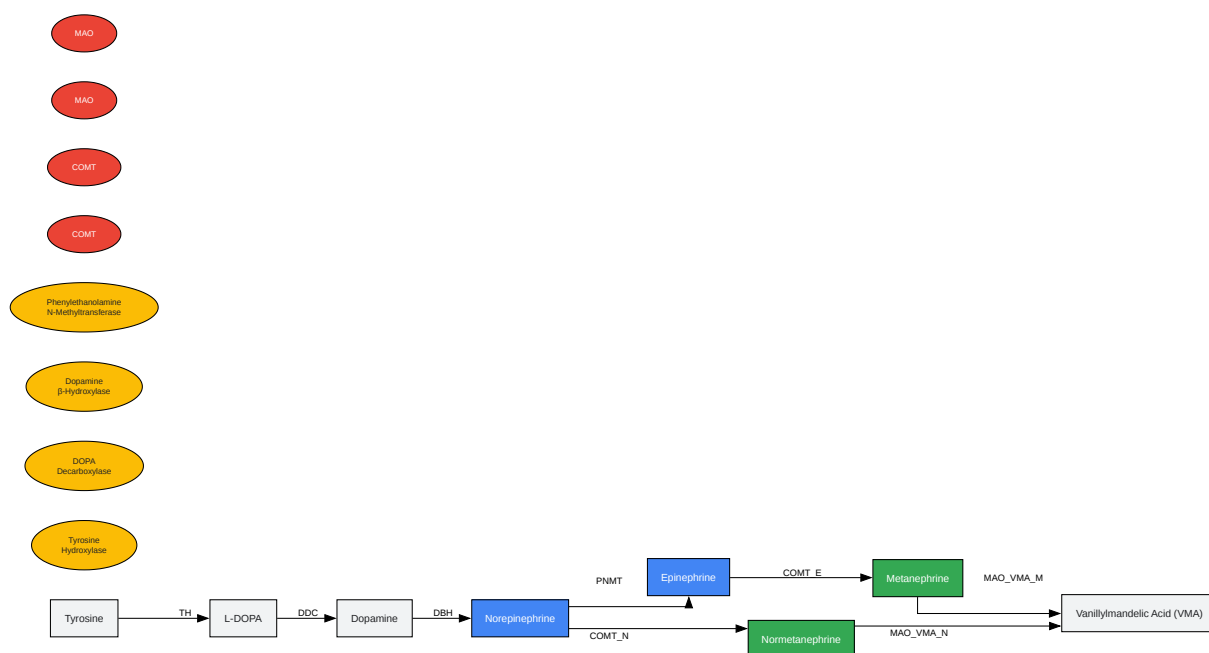 MAO
MAO
COMT
COMT
Phenylethanolamine
N-Methyltransferase
Dopamine
β-Hydroxylase
DOPA
Decarboxylase
Tyrosine
Hydroxylase
Tyrosine
TH
L-DOPA
DDC
Dopamine
DBH
Norepinephrine
PNMT
Epinephrine
COMT_E
Metanephrine
MAO_VMA_M
COMT_N
Normetanephrine
MAO_VMA_N
Vanillylmandelic Acid (VMA)